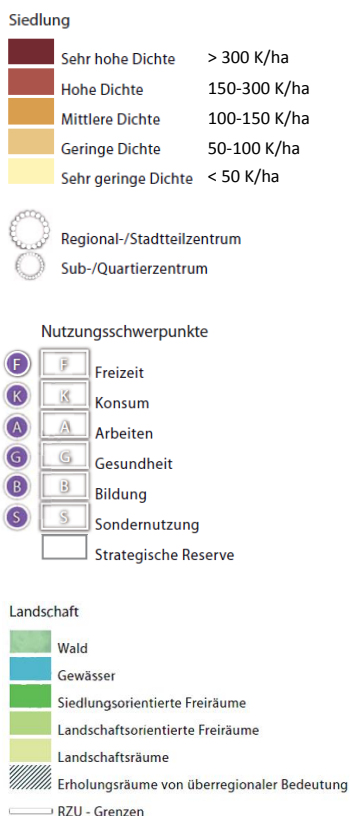 Siedlung
Sehr hohe Dichte > 300 K/ha
Hohe Dichte 150-300 K/ha
Mittlere Dichte 100-150 K/ha
Geringe Dichte 50-100 K/ha
Sehr geringe Dichte < 50 K/ha
Regional-/Stadtteilzentrum
Sub-/Quartierzentrum
Nutzungsschwerpunkte
F F Freizeit
K K Konsum
A A Arbeiten
G G Gesundheit
B B Bildung
S S Sondernutzung
Strategische Reserve
Landschaft
Wald
Gewässer
Siedlungsorientierte Freiräume
Landschaftsorientierte Freiräume
Landschaftsräume
Erholungsräume von überregionaler Bedeutung
RZU - Grenzen